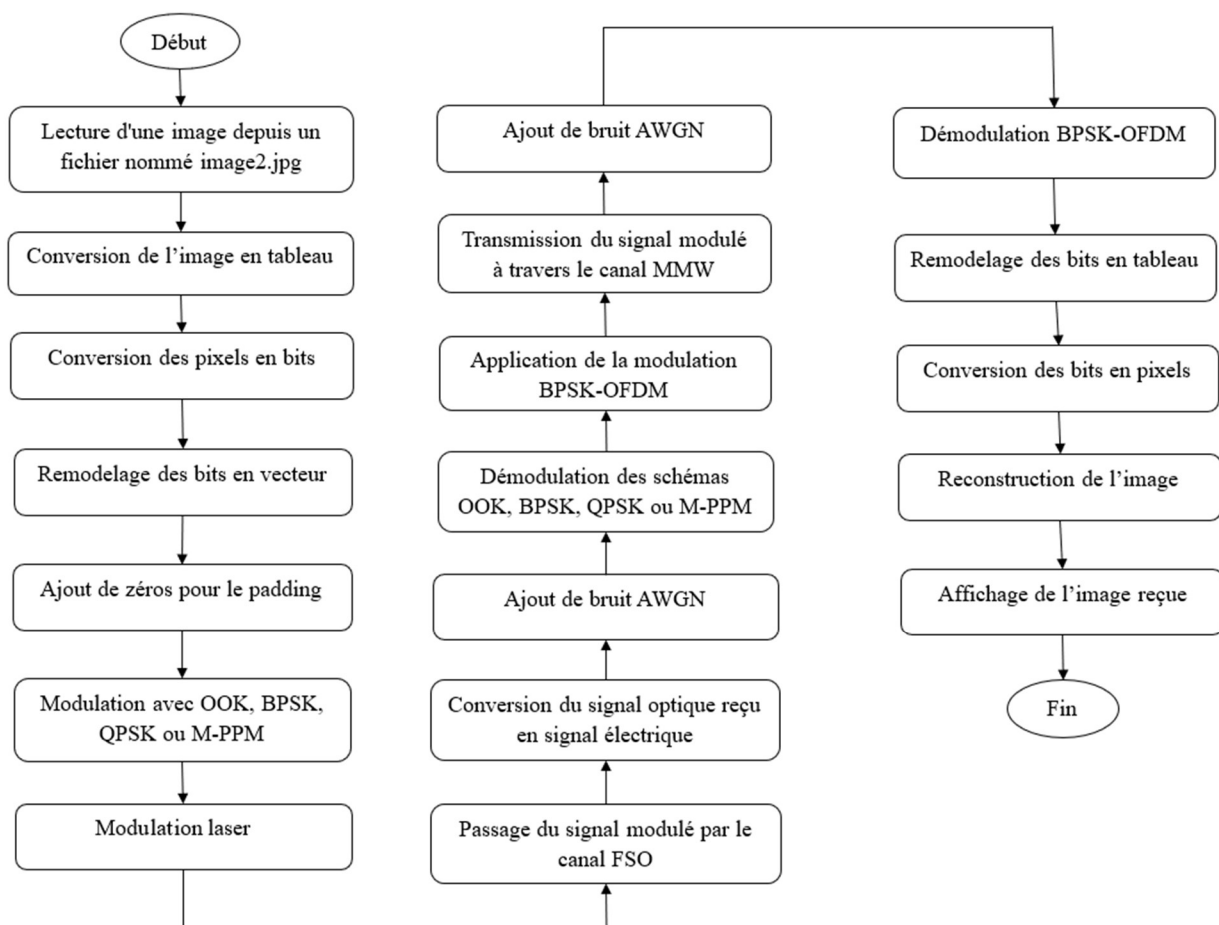 Début
Lecture d'une image depuis un
fichier nommé image2.jpg
Conversion de l’image en tableau
Conversion des pixels en bits
Remodelage des bits en vecteur
Ajout de zéros pour le padding
Modulation avec OOK, BPSK,
QPSK ou M-PPM
Modulation laser
Passage du signal modulé par le
canal FSO
Conversion du signal optique reçu
en signal électrique
Ajout de bruit AWGN
Démodulation des schémas
OOK, BPSK, QPSK ou M-PPM
Application de la modulation
BPSK-OFDM
Transmission du signal modulé
à travers le canal MMW
Ajout de bruit AWGN
Démodulation BPSK-OFDM
Remodelage des bits en tableau
Conversion des bits en pixels
Reconstruction de l’image
Affichage de l’image reçue
Fin